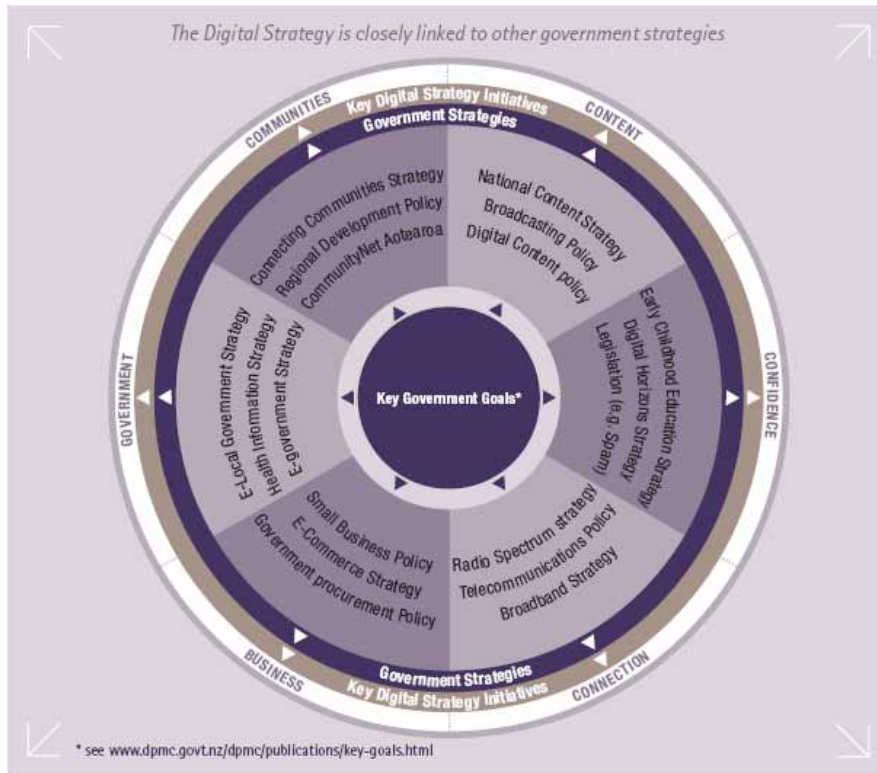 The Digital Strategy is closely linked to other government strategies
COMMUNITIES
CONTENT
Key Digital Strategy Initiatives
Government Strategies
Connecting Communities Strategy
Regional Development Policy
CommunityNet Aotearoa
National Content Strategy
Broadcasting Policy
Digital Content policy
GOVERNMENT
E-Local Government Strategy
Health Information Strategy
E-government Strategy
Key Government Goals*
Early Childhood Education Strategy
Digital Horizons Strategy
Legislation (e.g. Spam)
CONFIDENCE
Small Business Policy
E-Commerce Strategy
Government procurement Policy
Radio Spectrum strategy
Telecommunications Policy
Broadband Strategy
Government Strategies
Key Digital Strategy Initiatives
BUSINESS
CONNECTION
* see www.dpmc.govt.nz/dpmc/publications/key-goals.html